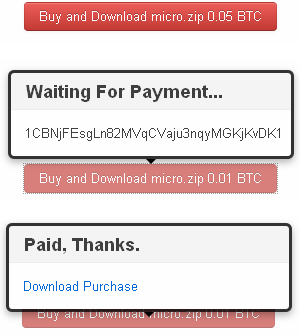 Buy and Download micro.zip 0.05 BTC
Waiting For Payment...
1CBNjFEsgLn82MVqCVaju3nqyMGKjKvDK1
Buy and Download micro.zip 0.01 BTC
Paid, Thanks.
Download Purchase
Buy and Download micro.zip 0.01 BTC